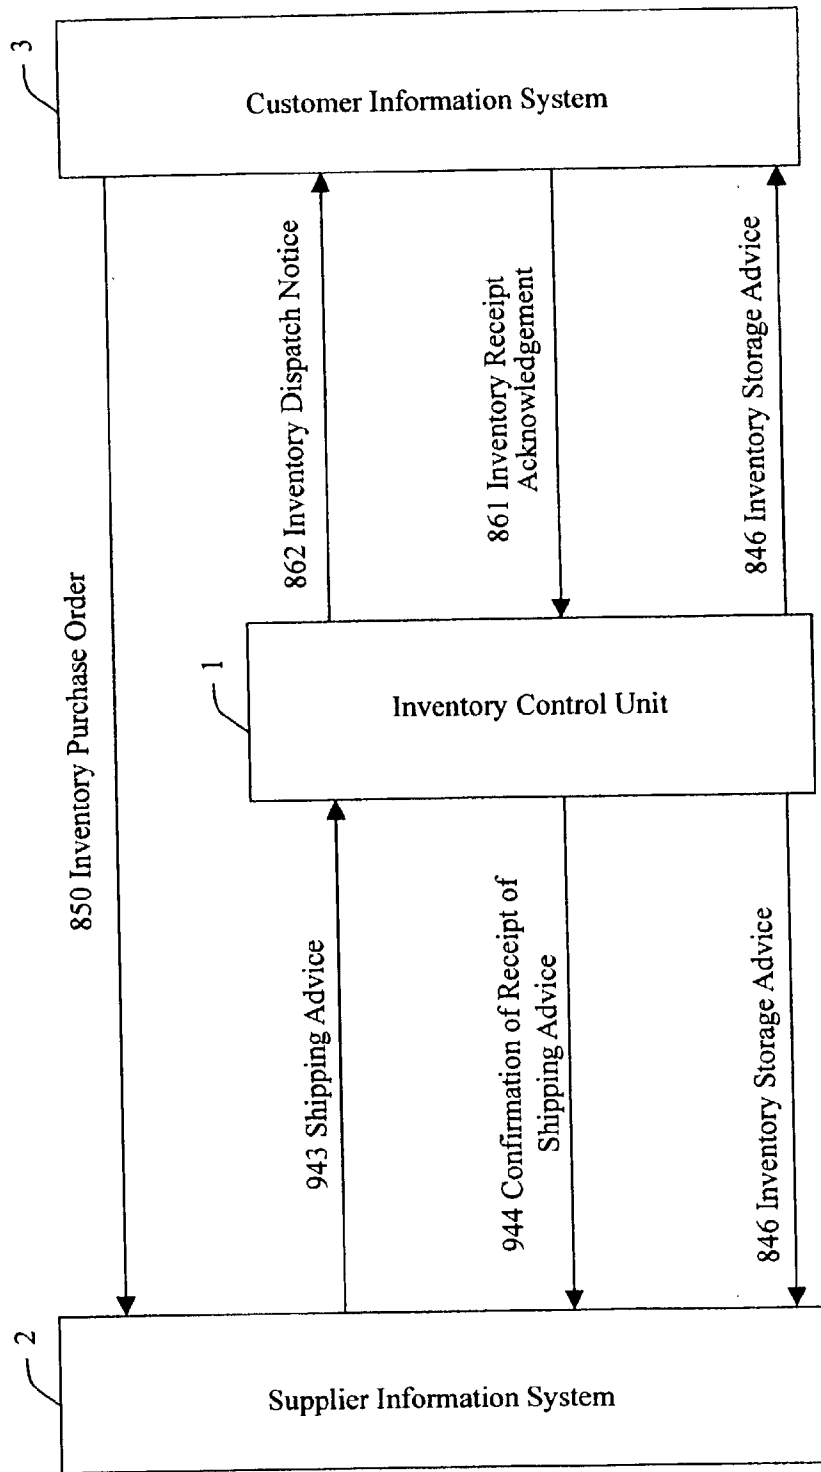 3
Customer Information System
862 Inventory Dispatch Notice
861 Inventory Receipt
Acknowledgement
846 Inventory Storage Advice
850 Inventory Purchase Order
1
Inventory Control Unit
943 Shipping Advice
944 Confirmation of Receipt of
Shipping Advice
846 Inventory Storage Advice
2
Supplier Information System